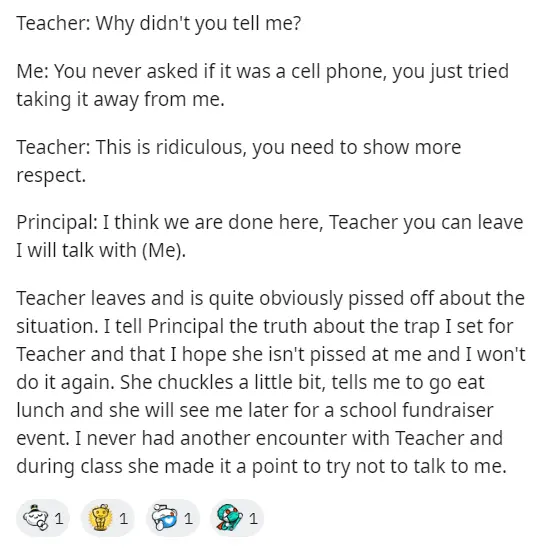 Teacher: Why didn't you tell me?
Me: You never asked if it was a cell phone, you just tried
taking it away from me.
Teacher: This is ridiculous, you need to show more
respect.
Principal: I think we are done here, Teacher you can leave
I will talk with (Me).
Teacher leaves and is quite obviously pissed off about the
situation. I tell Principal the truth about the trap I set for
Teacher and that I hope she isn't pissed at me and I won't
do it again. She chuckles a little bit, tells me to go eat
lunch and she will see me later for a school fundraiser
event. I never had another encounter with Teacher and
during class she made it a point to try not to talk to me.
1 1 1 1